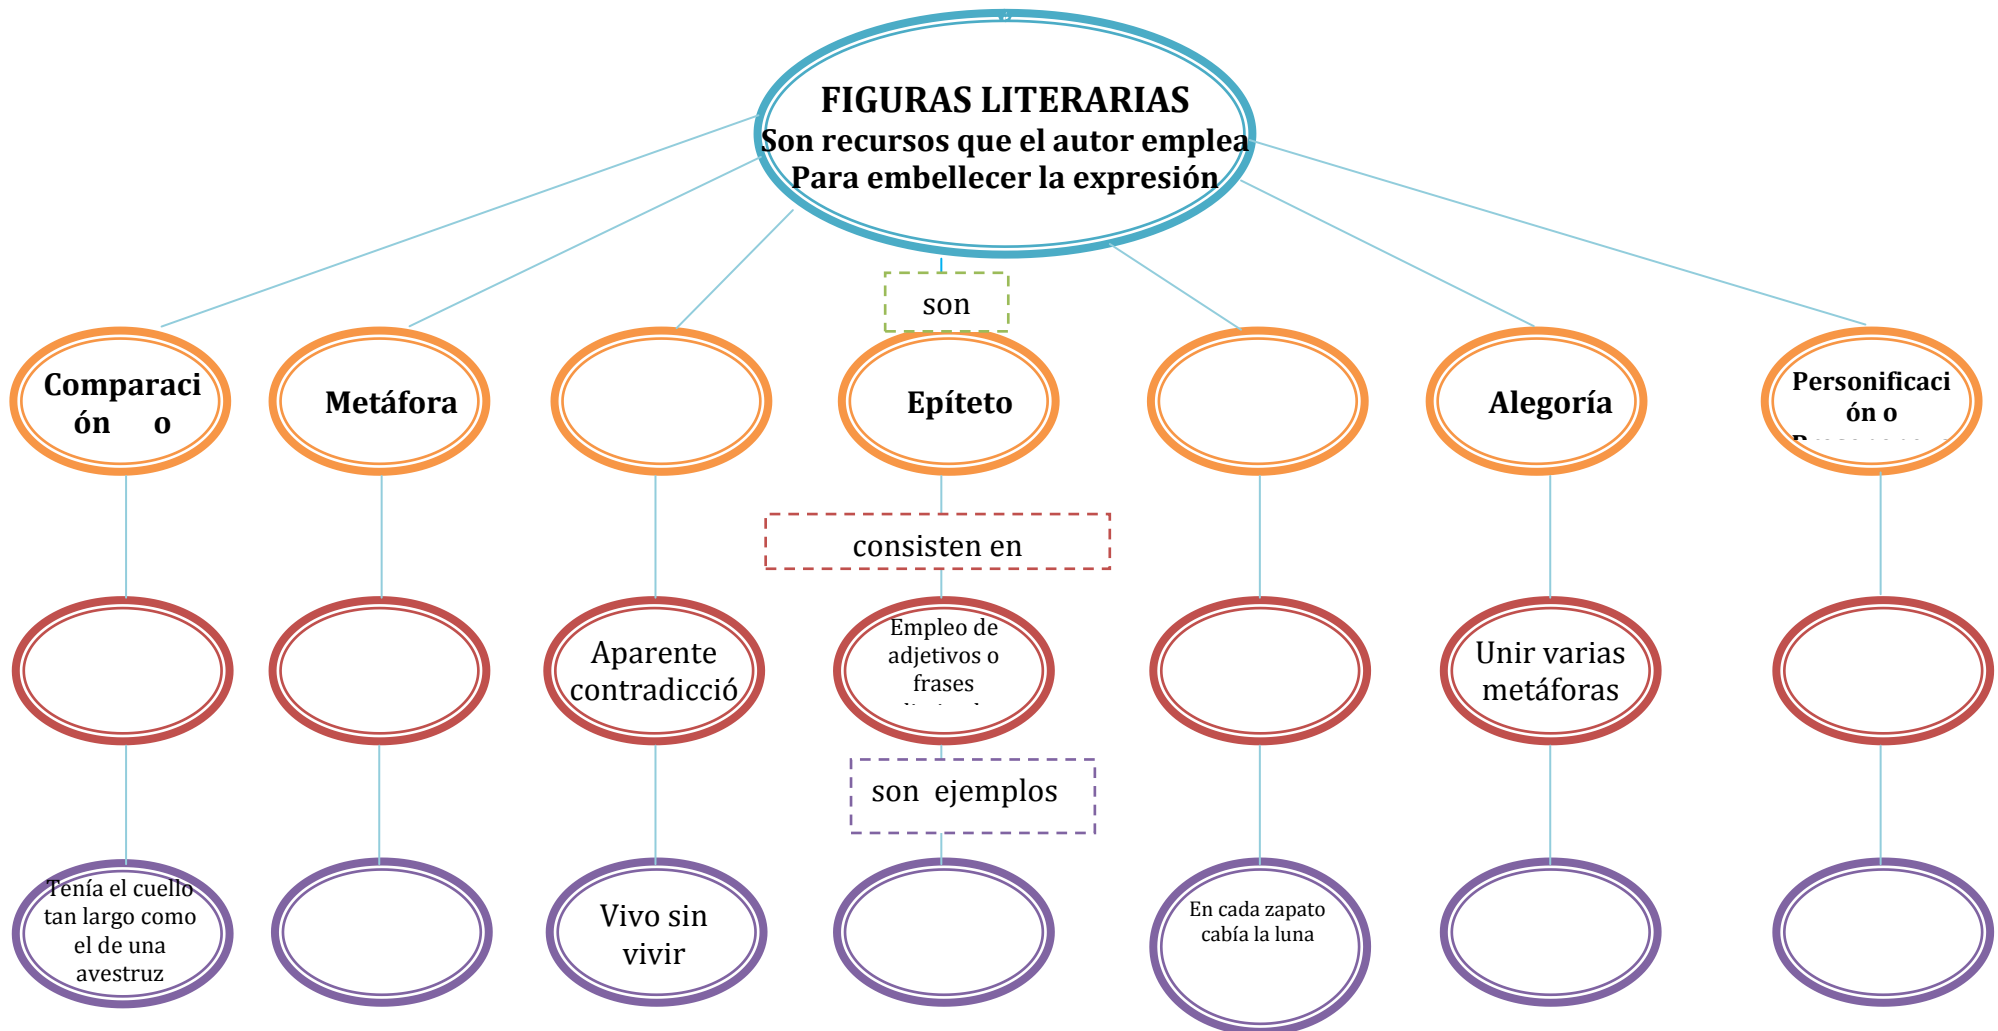 FIGURAS LITERARIAS
Son recursos que el autor emplea
Para embellecer la expresión
son
Comparaci
ón o
Metáfora
Epíteto
Alegoría
Personificaci
ón o
consisten en
Aparente
contradicció
Empleo de
adjetivos o
frases
Unir varias
metáforas
son ejemplos
Tenía el cuello
tan largo como
el de una
avestruz
Vivo sin
vivir
En cada zapato
cabía la luna